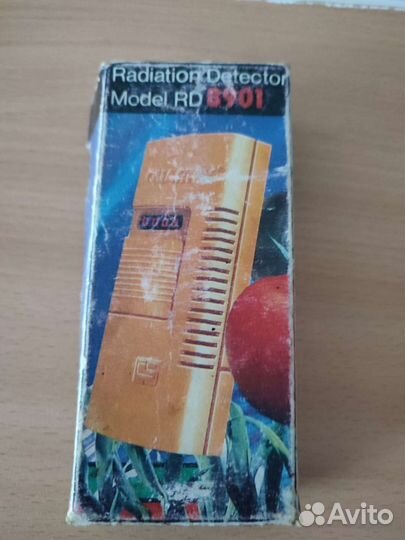 Radiation Detector
Model RD 8901
Avito